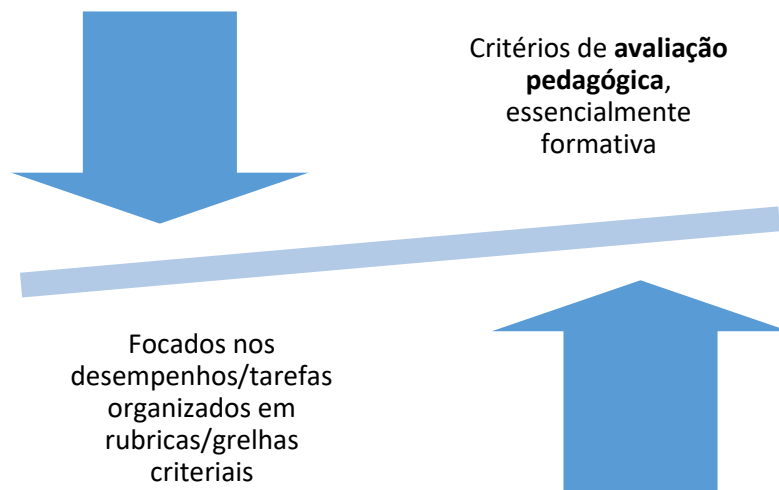 Critérios de avaliação
pedagógica,
essencialmente
formativa
Focados nos
desempenhos/tarefas
organizados em
rubricas/grelhas
criteriais